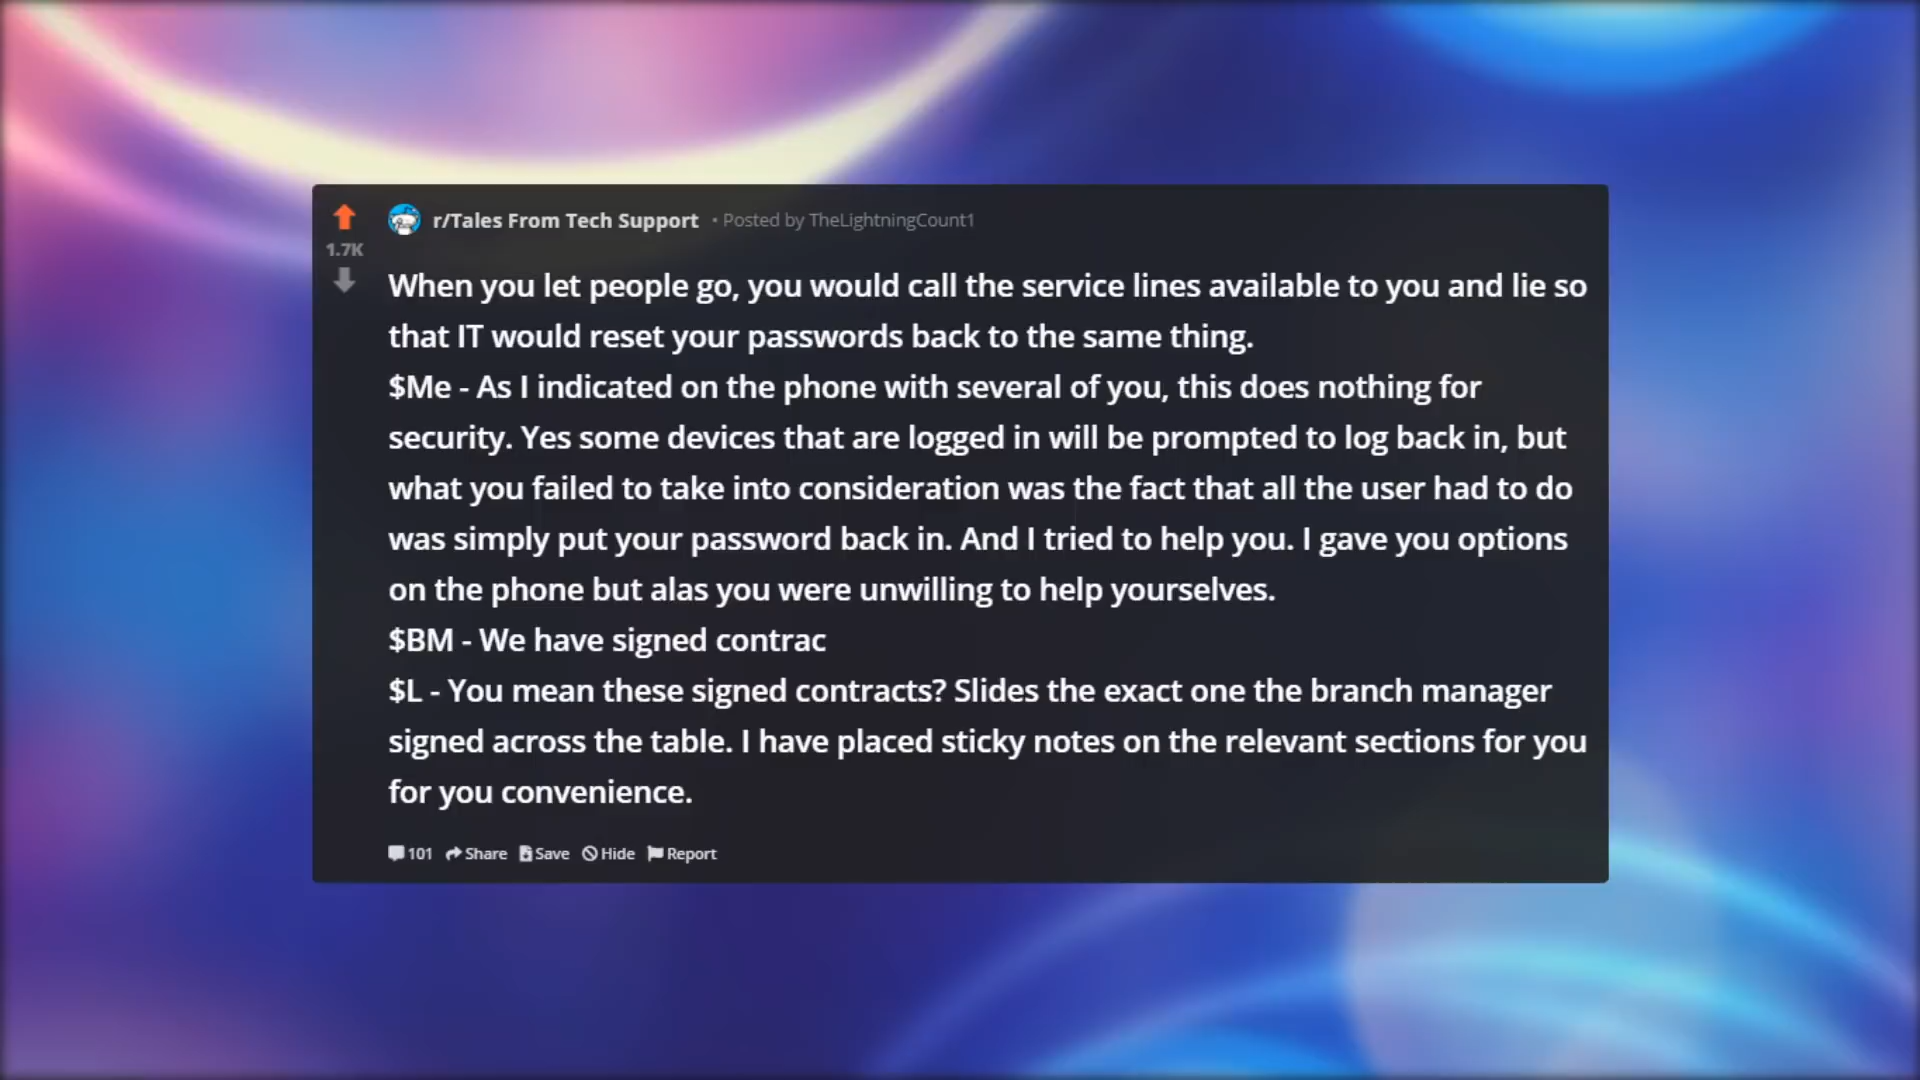 r/Tales From Tech Support • Posted by TheLightningCount1
1.7K
When you let people go, you would call the service lines available to you and lie so
that IT would reset your passwords back to the same thing.
$Me - As I indicated on the phone with several of you, this does nothing for
security. Yes some devices that are logged in will be prompted to log back in, but
what you failed to take into consideration was the fact that all the user had to do
was simply put your password back in. And I tried to help you. I gave you options
on the phone but alas you were unwilling to help yourselves.
$BM - We have signed contrac
$L - You mean these signed contracts? Slides the exact one the branch manager
signed across the table. I have placed sticky notes on the relevant sections for you
for you convenience.
101 Share Save Hide Report